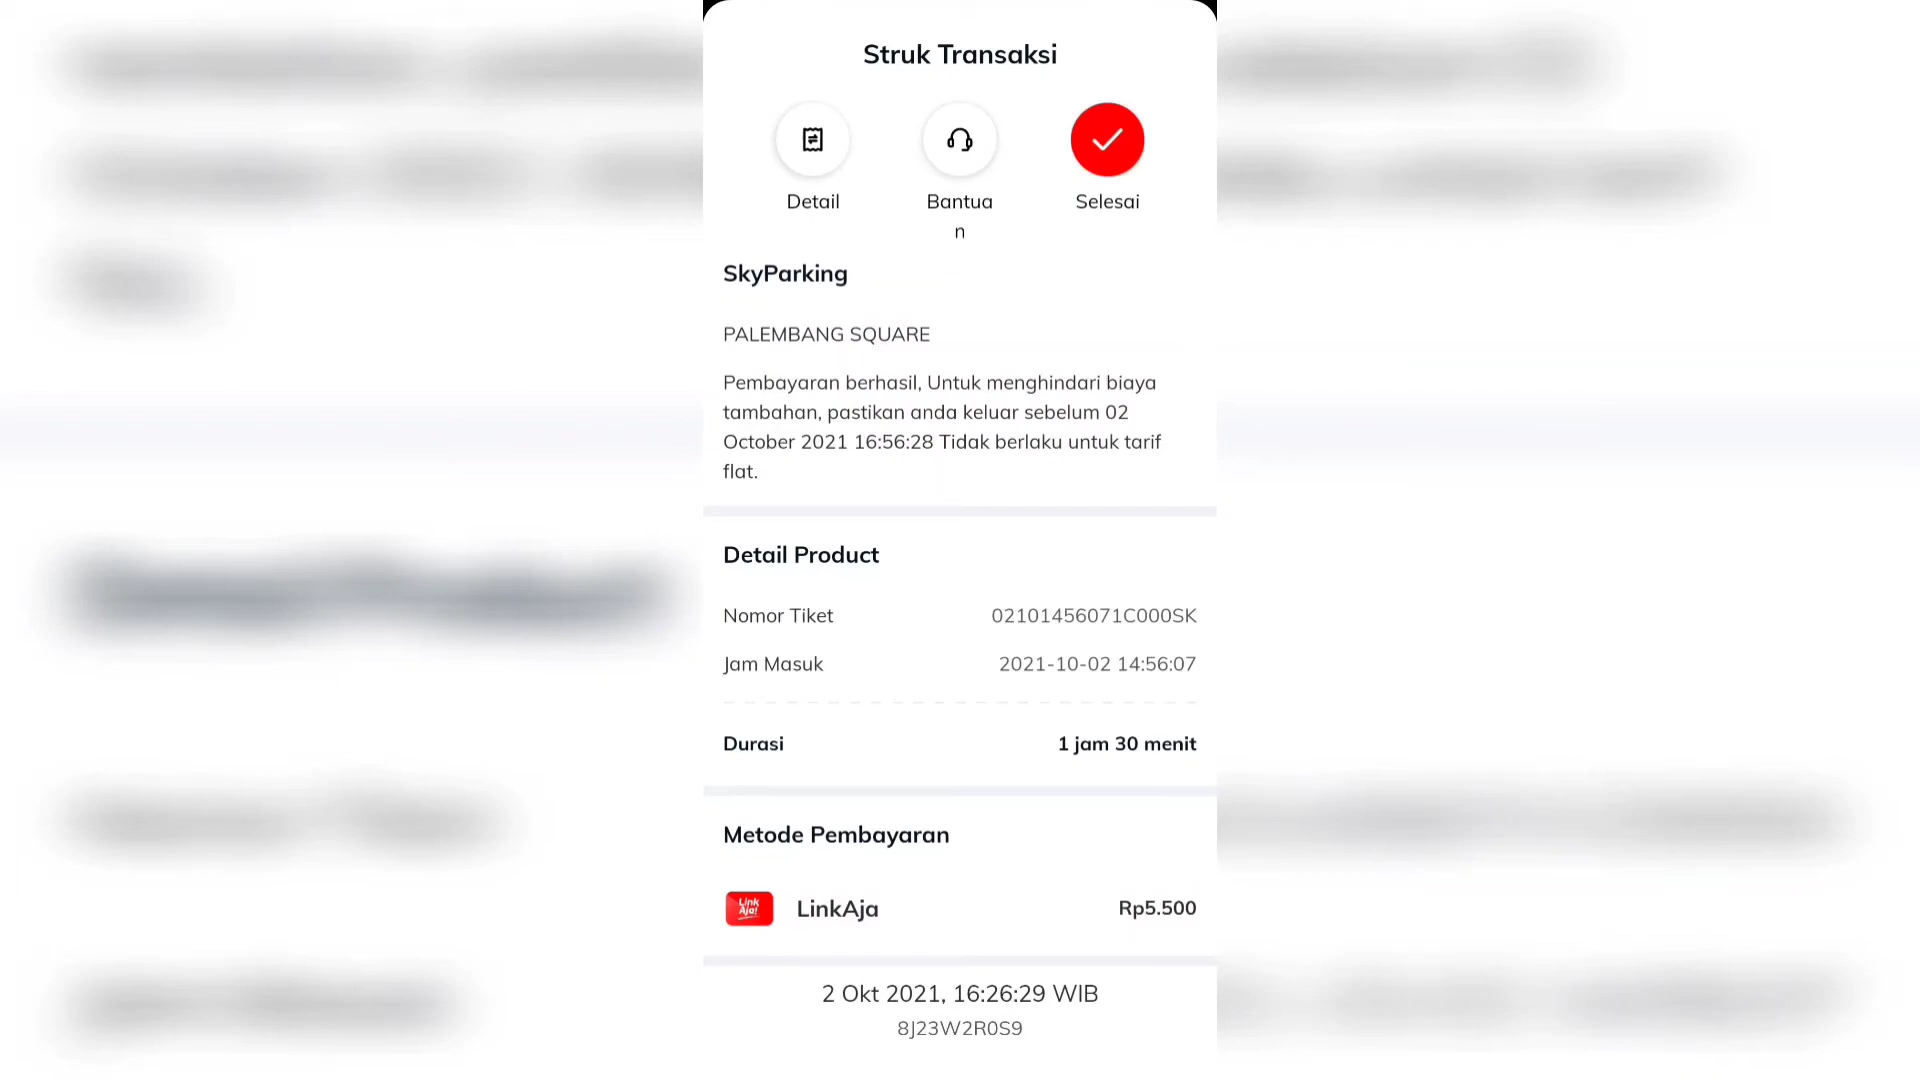 Struk Transaksi
Detail
Bantua
n
Selesai
SkyParking
PALEMBANG SQUARE
Pembayaran berhasil, Untuk menghindari biaya
tambahan, pastikan anda keluar sebelum 02
October 2021 16:56:28 Tidak berlaku untuk tarif
flat.
Detail Product
Nomor Tiket 02101456071C000SK
Jam Masuk 2021-10-02 14:56:07
Durasi 1 jam 30 menit
Metode Pembayaran
Link
Aja!
LinkAja Rp5.500
2 Okt 2021, 16:26:29 WIB
8J23W2R0S9